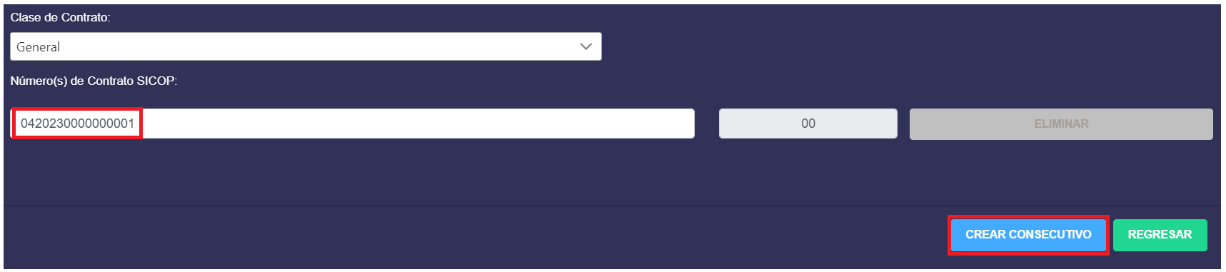 Clase de Contrato:
General
Número(s) de Contrato SICOP:
0420230000000001 00 ELIMINAR
CREAR CONSECUTIVO REGRESAR